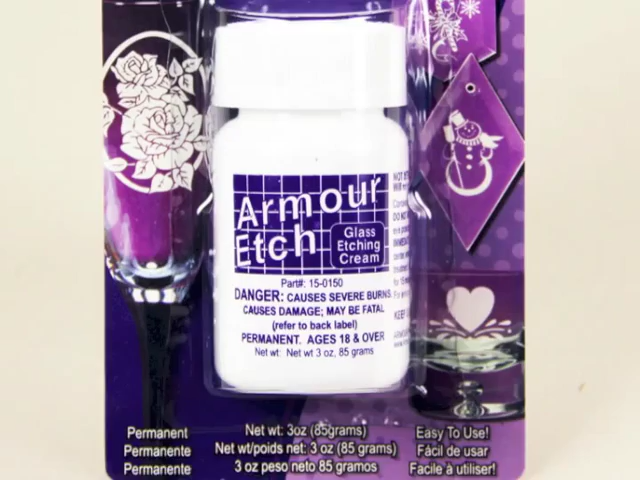 Armour
Etch
Glass
Etching
Cream
Part#: 15-0150
DANGER: CAUSES SEVERE BURNS
CAUSES DAMAGE; MAY BE FATAL
(refer to back label)
PERMANENT. AGES 18 & OVER
Net wt: Net wt 3 oz, 85 grams
Permanent
Permanente
Permanente
Net wt: 3oz (85grams)
Net wt/poids net: 3 oz (85 grams)
3 oz peso neto 85 gramos
Easy To Use!
Fácil de usar
Facile à utiliser!